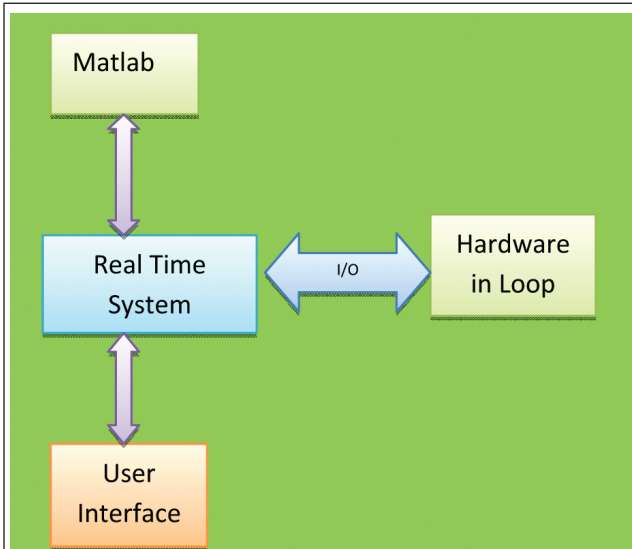 Matlab
Real Time
System
I/O
Hardware
in Loop
User
Interface